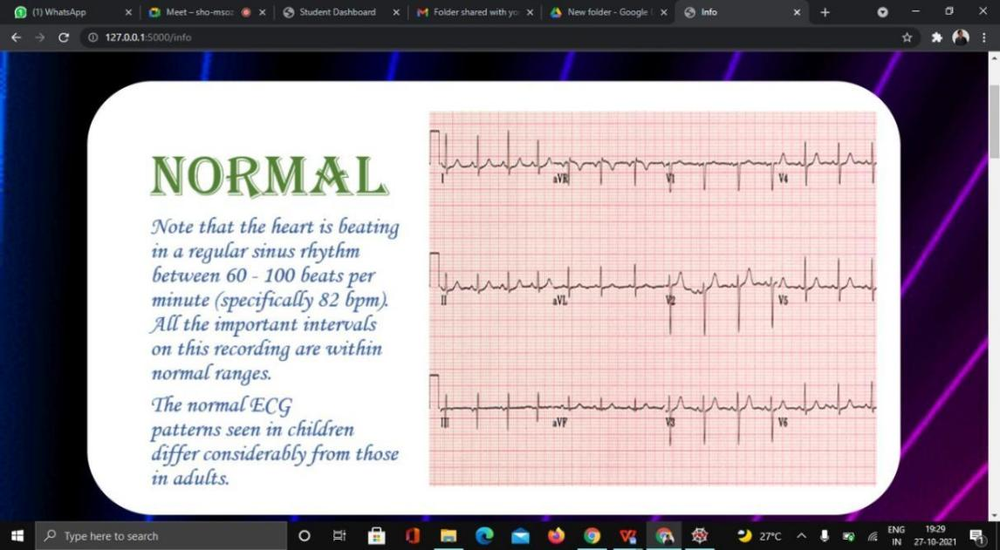 (1) WhatsApp
Meet – sho-msoz
Student Dashboard
Folder shared with yo
New folder - Google
Info
127.0.0.1:5000/info
NORMAL
Note that the heart is beating
in a regular sinus rhythm
between 60 - 100 beats per
minute (specifically 82 bpm).
All the important intervals
on this recording are within
normal ranges.
The normal ECG
patterns seen in children
differ considerably from those
in adults.
I aVR V1 V4
II aVL V2 V5
III aVF V3 V6
Type here to search
27°C
ENG
IN
19:29
27-10-2021
1